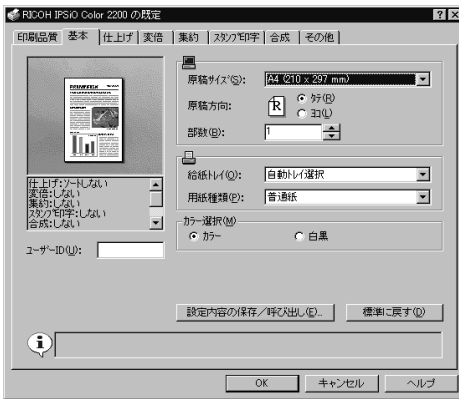 RICOH IPSiO Color 2200 の既定
印刷品質 基本 仕上げ 変倍 集約 スタンプ印字 合成 その他
原稿サイズ(S): A4 (210 x 297 mm)
原稿方向: R タテ(R)
ヨコ(L)
部数(B): 1
給紙トレイ(O): 自動トレイ選択
用紙種類(P): 普通紙
仕上げ:ソートしない
変倍:しない
集約:しない
スタンプ印字:しない
合成:しない
カラー選択(M)
カラー 白黒
ユーザーID(U):
設定内容の保存/呼び出し(E)... 標準に戻す(D)
OK キャンセル ヘルプ